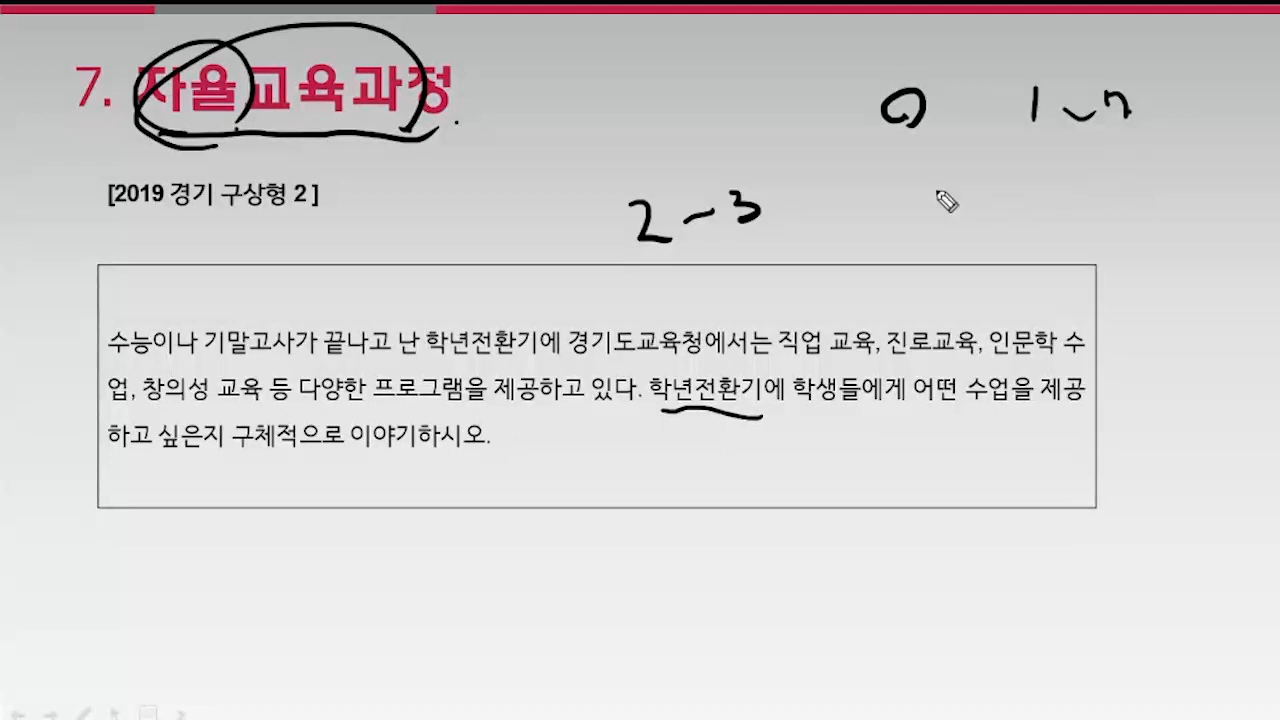 7. 자율교육과정
1~n
[2019 경기 구상형 2 ]
2~3
수능이나 기말고사가 끝나고 난 학년전환기에 경기도교육청에서는 직업 교육, 진로교육, 인문학 수
업, 창의성 교육 등 다양한 프로그램을 제공하고 있다. 학년전환기에 학생들에게 어떤 수업을 제공
하고 싶은지 구체적으로 이야기하시오.